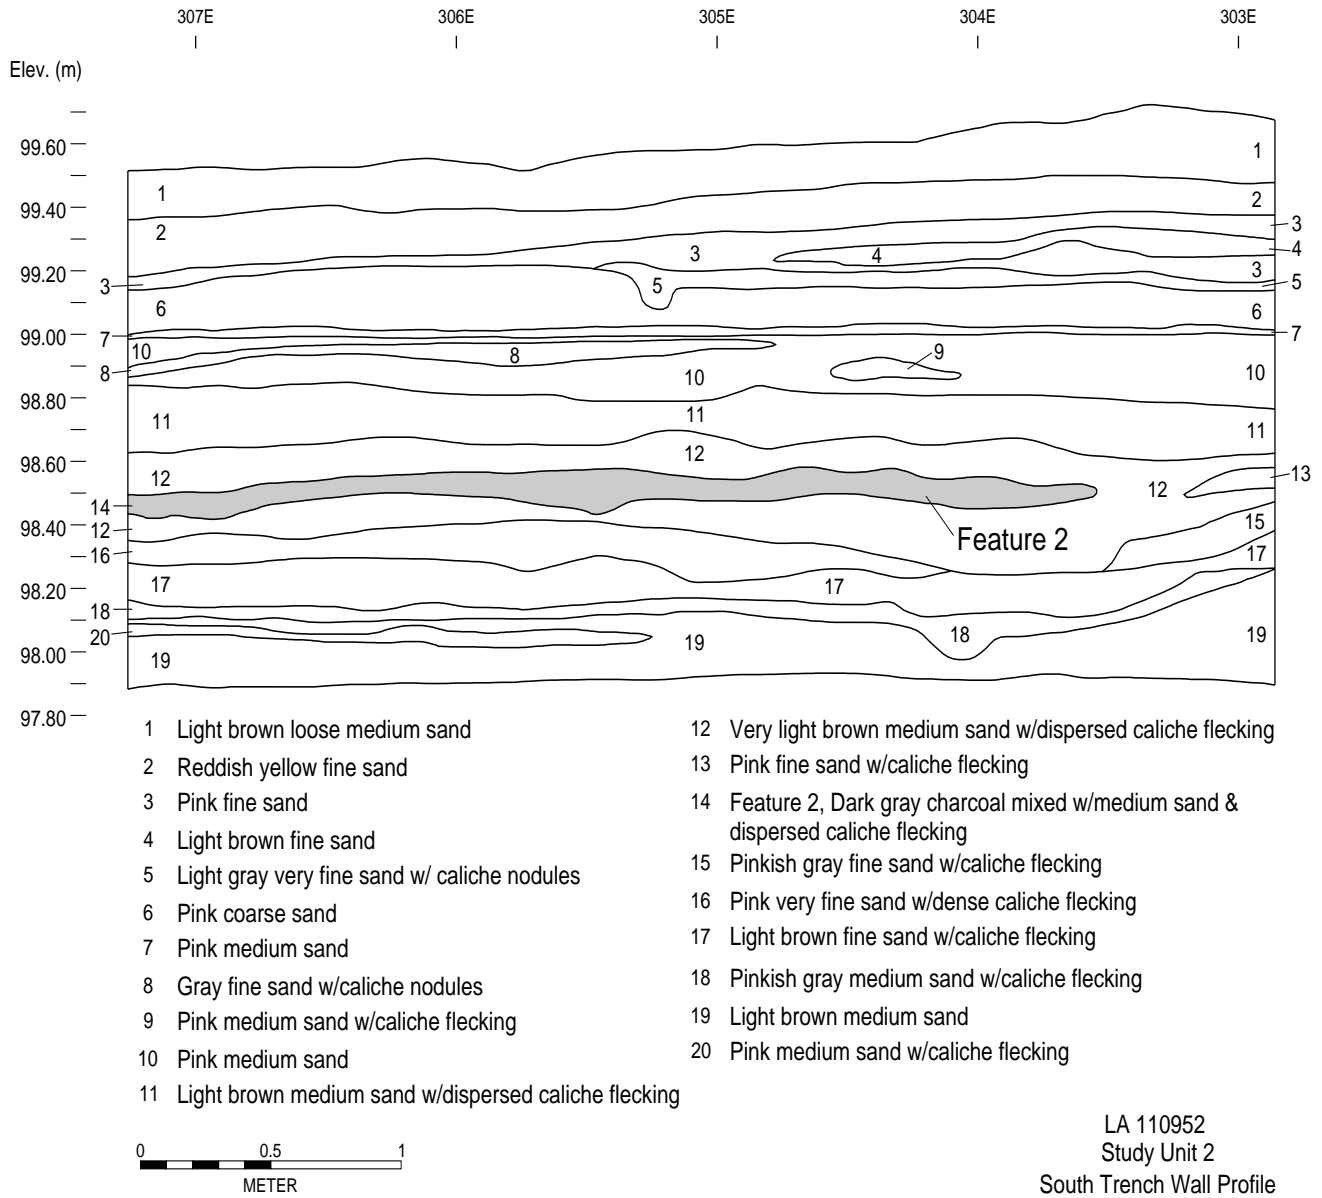 307E 306E 305E 304E 303E
Elev. (m)
99.60
1
1
99.40
2
2
3
3
4
4
99.20
3
3
5
5
6
6
99.00
7
7
10
8
9
8
10
10
98.80
11
11
11
98.60
12
12
12
13
14
98.40
12
15
Feature 2
16
17
17
17
98.20
18
18
20
19
19
19
98.00
97.80
1 Light brown loose medium sand
2 Reddish yellow fine sand
3 Pink fine sand
4 Light brown fine sand
5 Light gray very fine sand w/ caliche nodules
6 Pink coarse sand
7 Pink medium sand
8 Gray fine sand w/caliche nodules
9 Pink medium sand w/caliche flecking
10 Pink medium sand
11 Light brown medium sand w/dispersed caliche flecking
12 Very light brown medium sand w/dispersed caliche flecking
13 Pink fine sand w/caliche flecking
14 Feature 2, Dark gray charcoal mixed w/medium sand &
dispersed caliche flecking
15 Pinkish gray fine sand w/caliche flecking
16 Pink very fine sand w/dense caliche flecking
17 Light brown fine sand w/caliche flecking
18 Pinkish gray medium sand w/caliche flecking
19 Light brown medium sand
20 Pink medium sand w/caliche flecking
0 0.5 1
METER
LA 110952
Study Unit 2
South Trench Wall Profile